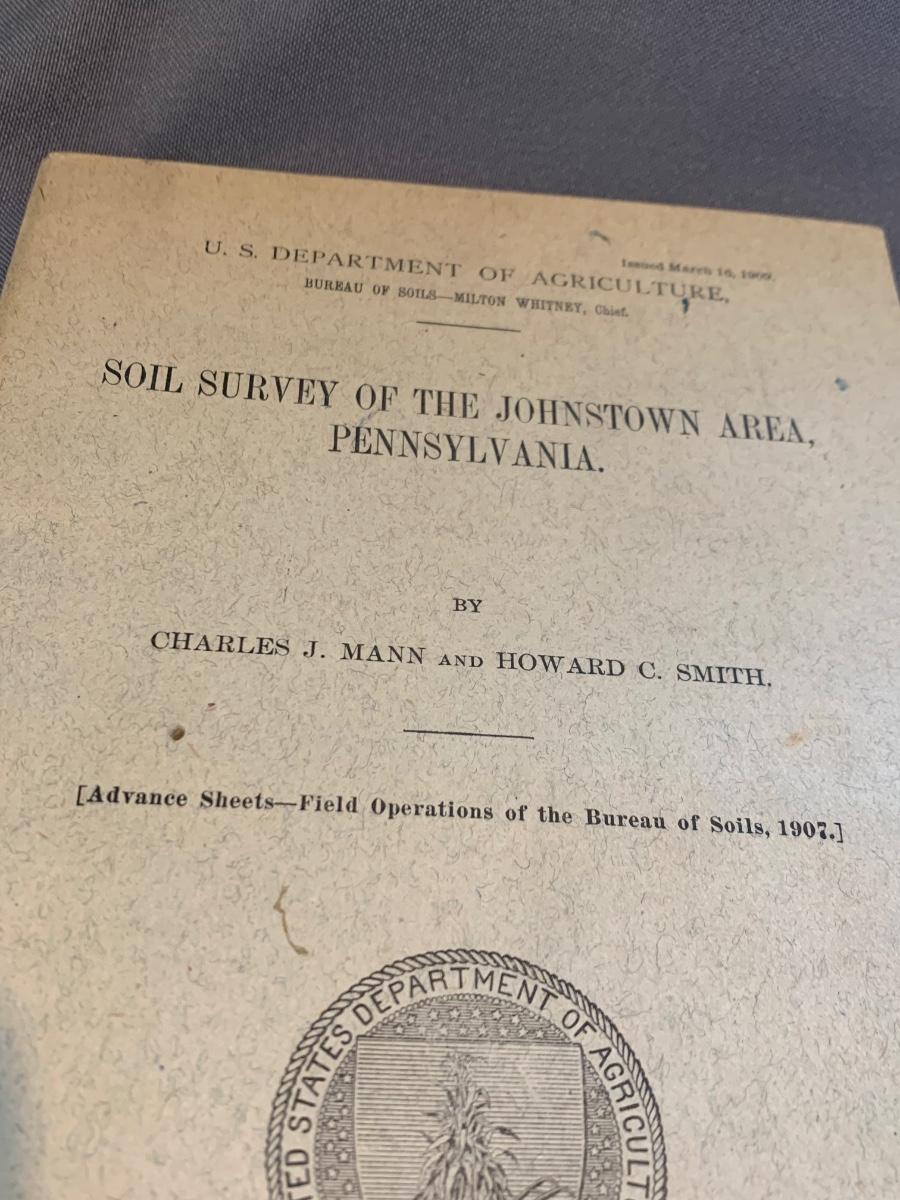 Issued March 16, 1909.
U. S. DEPARTMENT OF AGRICULTURE,
BUREAU OF SOILS—MILTON WHITNEY, Chief.
SOIL SURVEY OF THE JOHNSTOWN AREA,
PENNSYLVANIA.
BY
CHARLES J. MANN AND HOWARD C. SMITH.
[Advance Sheets—Field Operations of the Bureau of Soils, 1907.]
TED STATES DEPARTMENT OF AGRICULT